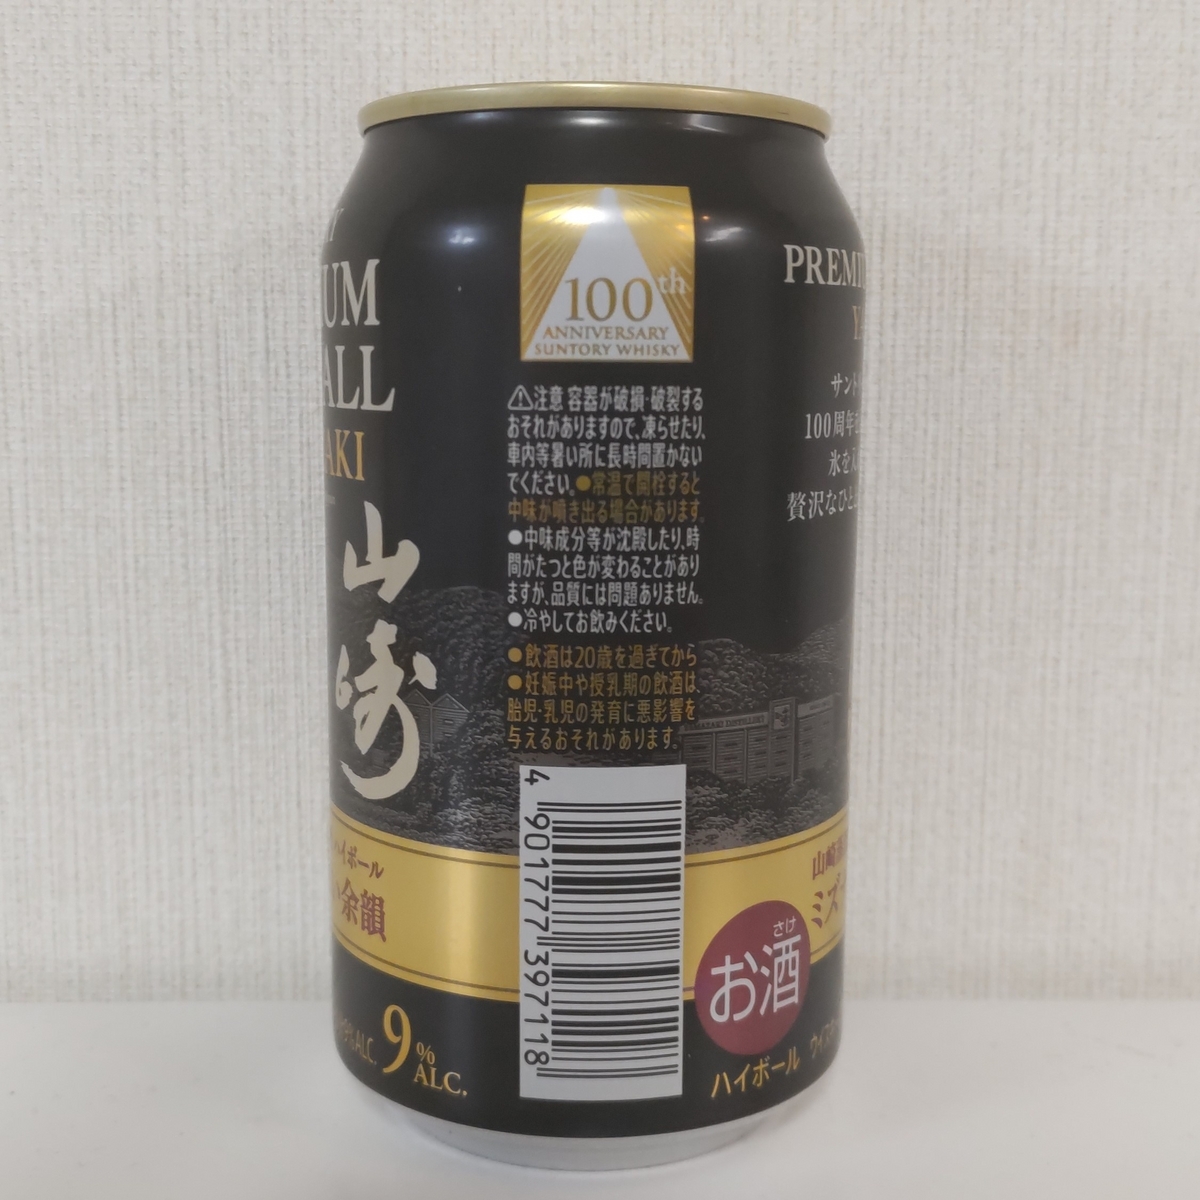 UM
ALL
AKI
山
崎
ハイボール
余韻
9%ALC.
9% ALC.
100th
ANNIVERSARY
SUNTORY WHISKY
⚠注意 容器が破損・破裂する
おそれがありますので、凍らせたり、
車内等暑い所に長時間置かない
でください。●常温で開栓すると
中味が噴き出る場合があります。
●中味成分等が沈殿したり、時
間がたつと色が変わることがあり
ますが、品質には問題ありません。
●冷やしてお飲みください。
●飲酒は20歳を過ぎてから
●妊娠中や授乳期の飲酒は、
胎児・乳児の発育に悪影響を
与えるおそれがあります。
4 901777 397118
PREMI
Y
サント
100周年
氷を
贅沢なひと
YAMAZAKI DISTILLERY
山崎
ミズ
さけ
お酒
ハイボール ウイス